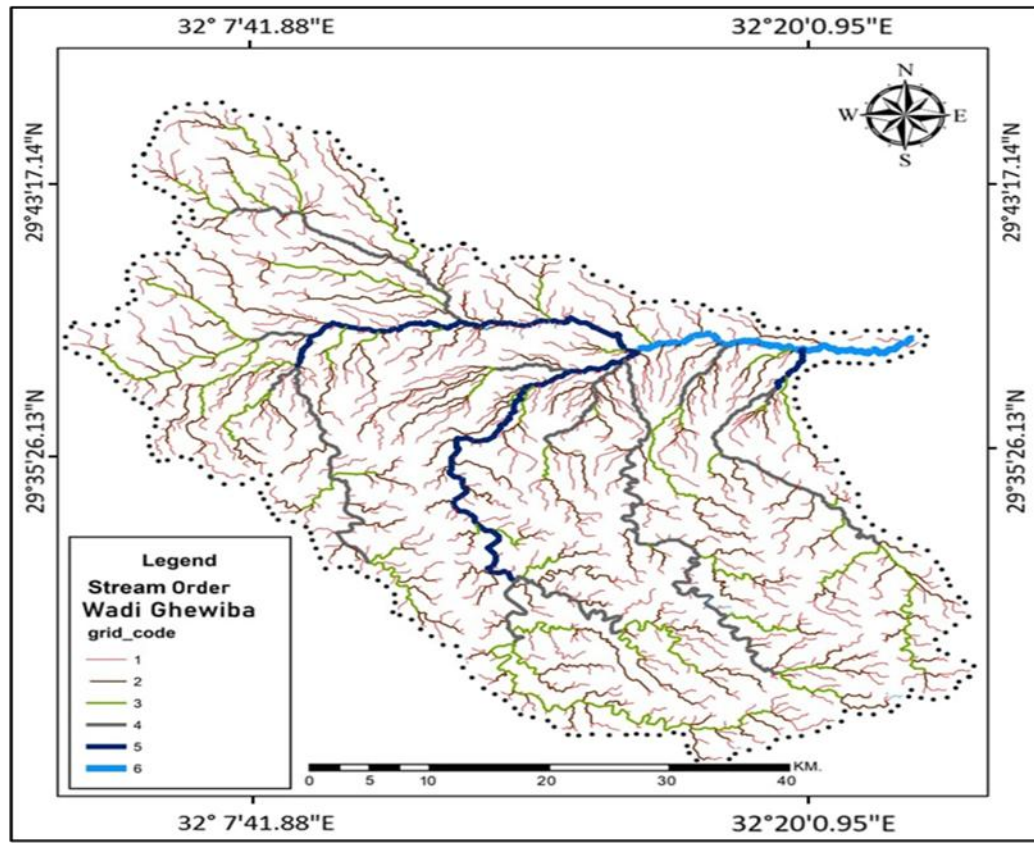 32° 7'41.88"E
32°20'0.95"E
N
W
E
S
29°43'17.14"N
29°43'17.14"N
29°35'26.13"N
29°35'26.13"N
Legend
Stream Order
Wadi Ghewiba
grid_code
1
2
3
4
5
6
KM.
0 5 10 20 30 40
32° 7'41.88"E
32°20'0.95"E